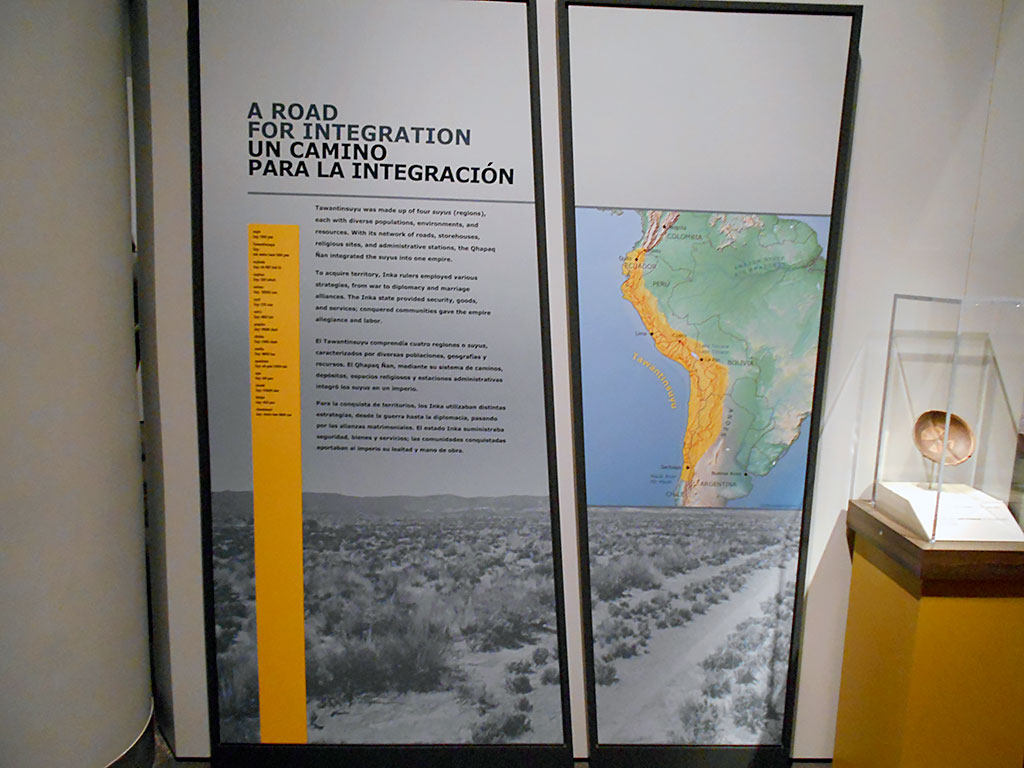 A ROAD
FOR INTEGRATION
UN CAMINO
PARA LA INTEGRACIÓN
Tawantinsuyu was made up of four suyus (regions),
each with diverse populations, environments, and
resources. With its network of roads, storehouses,
religious sites, and administrative stations, the Qhapaq
Ñan integrated the suyus into one empire.
To acquire territory, Inka rulers employed various
strategies, from war to diplomacy and marriage
alliances. The Inka state provided security, goods,
and services; conquered communities gave the empire
allegiance and labor.
El Tawantinsuyu comprendía cuatro regiones o suyus,
caracterizados por diversas poblaciones, geografías y
recursos. El Qhapaq Ñan, mediante su sistema de caminos,
depósitos, espacios religiosos y estaciones administrativas
integró los suyus en un imperio.
Para la conquista de territorios, los Inka utilizaban distintas
estrategias, desde la guerra hasta la diplomacia, pasando
por las alianzas matrimoniales. El estado Inka suministraba
seguridad, bienes y servicios; las comunidades conquistadas
aportaban al imperio su lealtad y mano de obra.
Bogotá
COLOMBIA
Quito
ECUADOR
PERU
Lima
Cusco
La Paz
BOLIVIA
Tawantinsuyu
ANDES
Santiago
Buenos Aires
ARGENTINA
CHILE